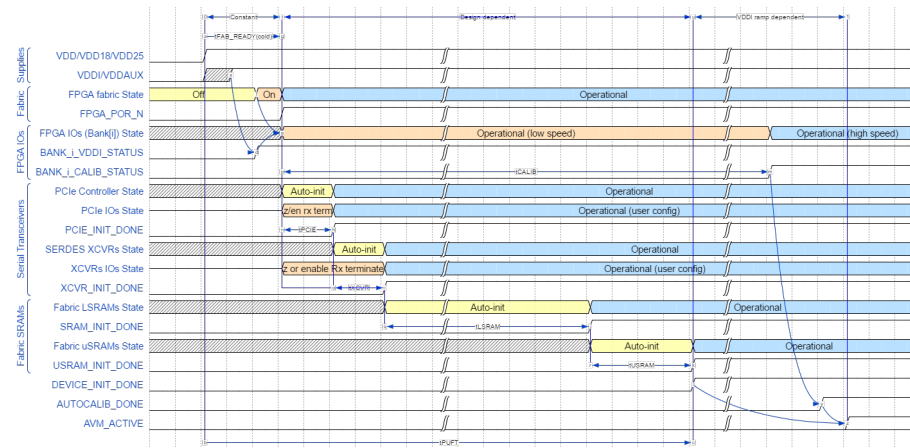 Constant
Design dependent
VDDI ramp dependent
tFAB_READY(cold)
Supplies
VDD/VDD18/VDD25
VDDI/VDDAUX
Fabric
FPGA fabric State
Off
On
Operational
FPGA_POR_N
FPGA IOs
FPGA IOs (Bank[i]) State
Operational (low speed)
Operational (high speed)
BANK_i_VDDI_STATUS
BANK_i_CALIB_STATUS
tCALIB
Serial Transceivers
PCIe Controller State
Auto-init
Operational
PCIe IOs State
z/en rx term
Operational (user config)
PCIE_INIT_DONE
tPCIE
SERDES XCVRs State
Auto-init
Operational
XCVRs IOs State
z or enable Rx terminate
Operational (user config)
XCVR_INIT_DONE
tXCVR
Fabric SRAMs
Fabric LSRAMs State
Auto-init
Operational
SRAM_INIT_DONE
tLSRAM
Fabric uSRAMs State
Auto-init
Operational
USRAM_INIT_DONE
tUSRAM
DEVICE_INIT_DONE
AUTOCALIB_DONE
AVM_ACTIVE
tPUFT